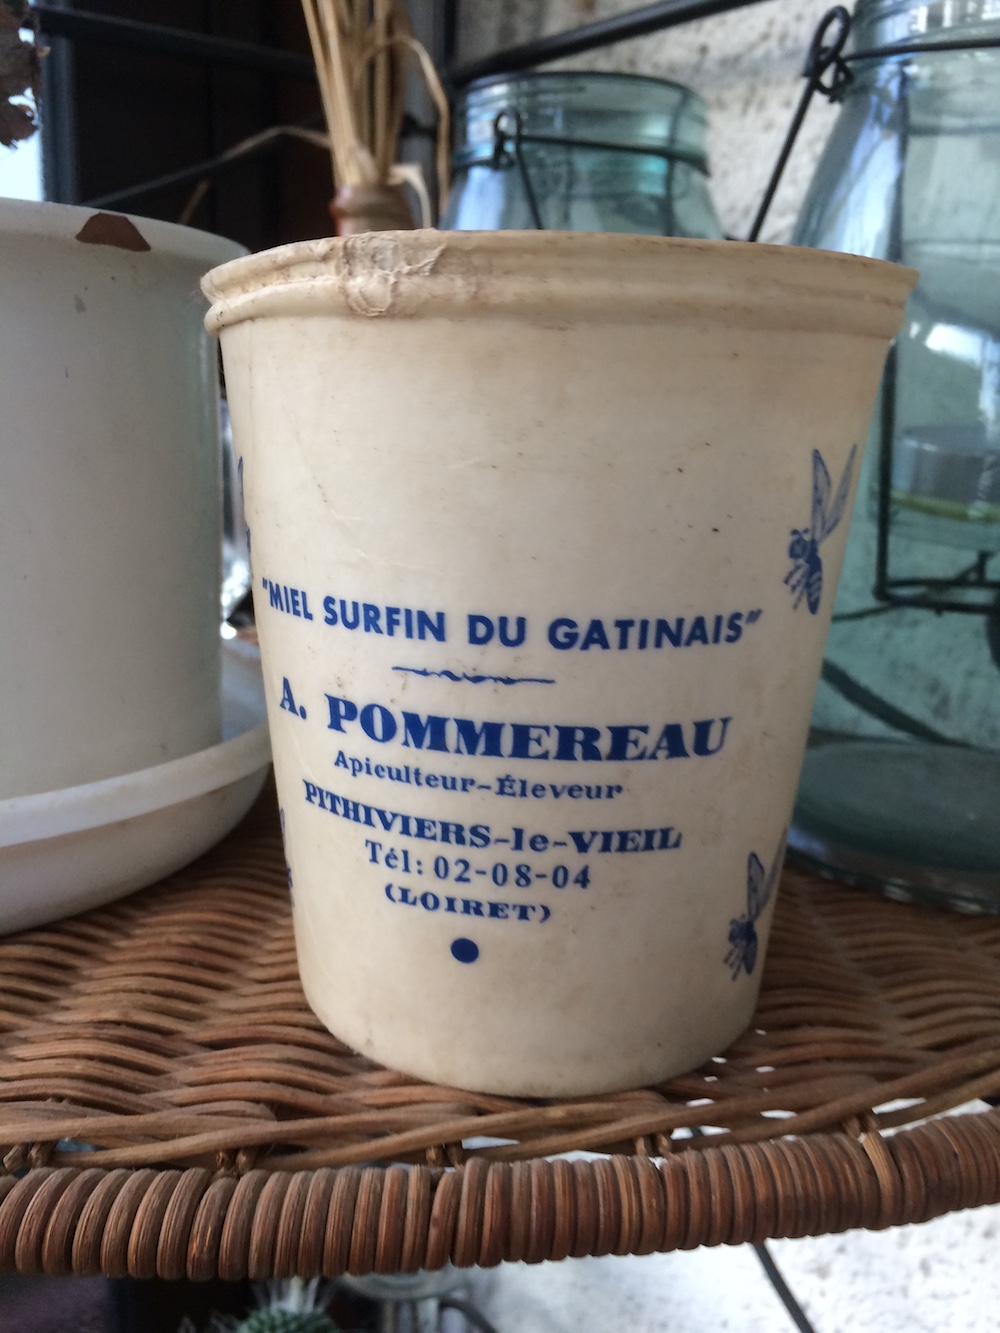 "MIEL SURFIN DU GATINAIS"
A. POMMEREAU
Apiculteur-Éleveur
PITHIVIERS-le-VIEIL
Tél: 02-08-04
(LOIRET)